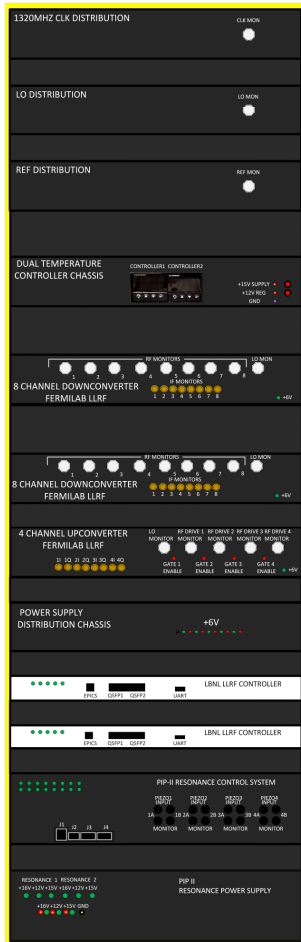 1320MHZ CLK DISTRIBUTION
CLK MON
LO DISTRIBUTION
LO MON
REF DISTRIBUTION
REF MON
DUAL TEMPERATURE
CONTROLLER CHASSIS
CONTROLLER1 CONTROLLER2
+15V SUPPLY
+12V REG
GND
RF MONITORS
LO MON
1 2 3 4 5 6 7 8
IF MONITORS
1 2 3 4 5 6 7 8
8 CHANNEL DOWNCONVERTER
FERMILAB LLRF
+6V
RF MONITORS
LO MON
1 2 3 4 5 6 7 8
IF MONITORS
1 2 3 4 5 6 7 8
8 CHANNEL DOWNCONVERTER
FERMILAB LLRF
+6V
4 CHANNEL UPCONVERTER
FERMILAB LLRF
1I 1Q 2I 2Q 3I 3Q 4I 4Q
LO RF DRIVE 1 RF DRIVE 2 RF DRIVE 3 RF DRIVE 4
MONITOR MONITOR MONITOR MONITOR MONITOR
GATE 1 GATE 2 GATE 3 GATE 4
ENABLE ENABLE ENABLE ENABLE
+6V
POWER SUPPLY
DISTRIBUTION CHASSIS
+6V
LBNL LLRF CONTROLLER
EPICS QSFP1 QSFP2 UART
LBNL LLRF CONTROLLER
EPICS QSFP1 QSFP2 UART
PIP-II RESONANCE CONTROL SYSTEM
PIEZO1 PIEZO2 PIEZO3 PIEZO4
INPUT INPUT INPUT INPUT
1A 1B 2A 2B 3A 3B 4A 4B
MONITOR MONITOR MONITOR MONITOR
J1 J2 J3 J4
RESONANCE 1 RESONANCE 2
+16V +12V +15V +16V +12V +15V
+16V +12V +15V GND
PIP II
RESONANCE POWER SUPPLY